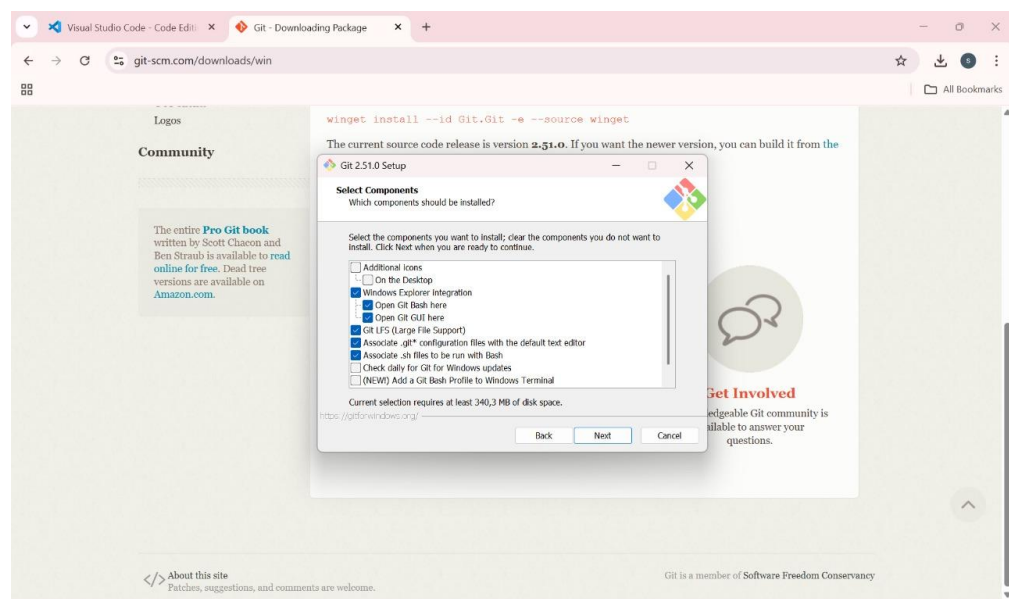 Visual Studio Code - Code Editi
Git - Downloading Package
git-scm.com/downloads/win
S
All Bookmarks
Logos
Community
The entire Pro Git book
written by Scott Chacon and
Ben Straub is available to read
online for free. Dead tree
versions are available on
Amazon.com.
winget install --id Git.Git -e --source winget
The current source code release is version 2.51.0. If you want the newer version, you can build it from the
Git 2.51.0 Setup
Select Components
Which components should be installed?
Select the components you want to install; clear the components you do not want to
install. Click Next when you are ready to continue.
Additional icons
On the Desktop
Windows Explorer integration
Open Git Bash here
Open Git GUI here
Git LFS (Large File Support)
Associate .git* configuration files with the default text editor
Associate .sh files to be run with Bash
Check daily for Git for Windows updates
(NEW!) Add a Git Bash Profile to Windows Terminal
Current selection requires at least 340,3 MB of disk space.
https://gitforwindows.org/
Back
Next
Cancel
Get Involved
edgeable Git community is
ailable to answer your
questions.
</> About this site
Patches, suggestions, and comments are welcome.
Git is a member of Software Freedom Conservancy